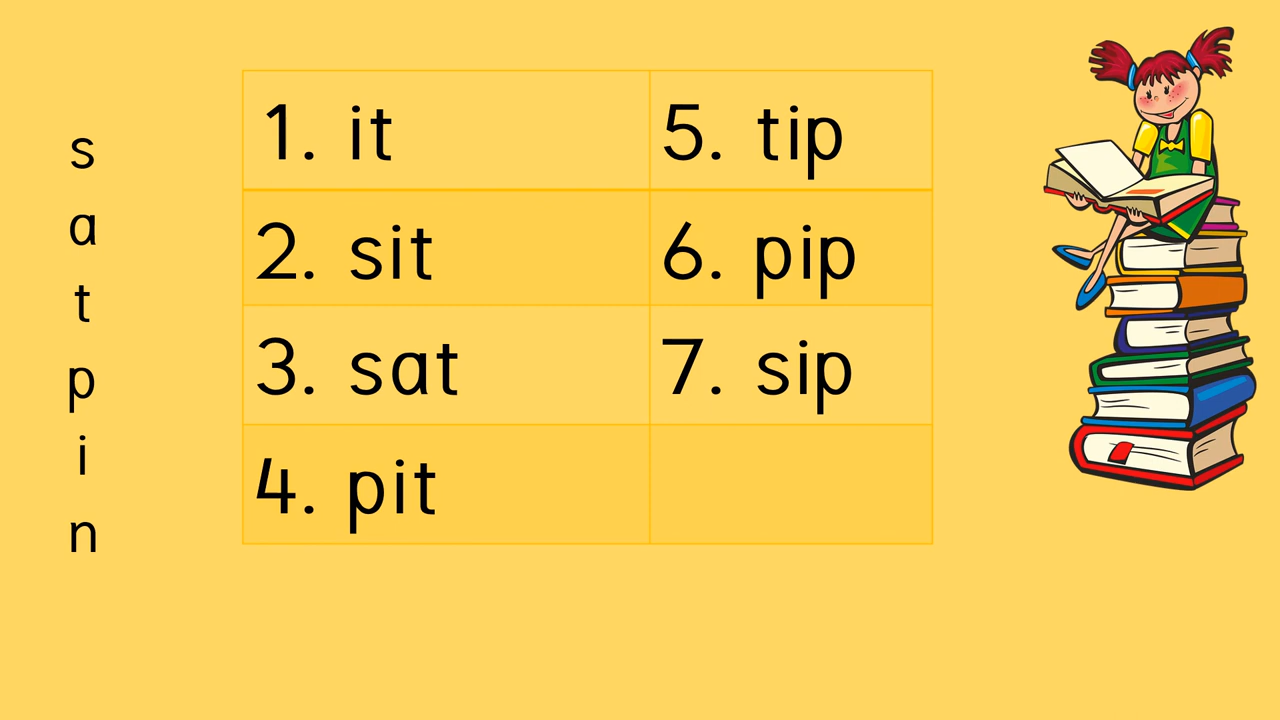 s
a
t
p
i
n
1. it
2. sit
3. sat
4. pit
5. tip
6. pip
7. sip